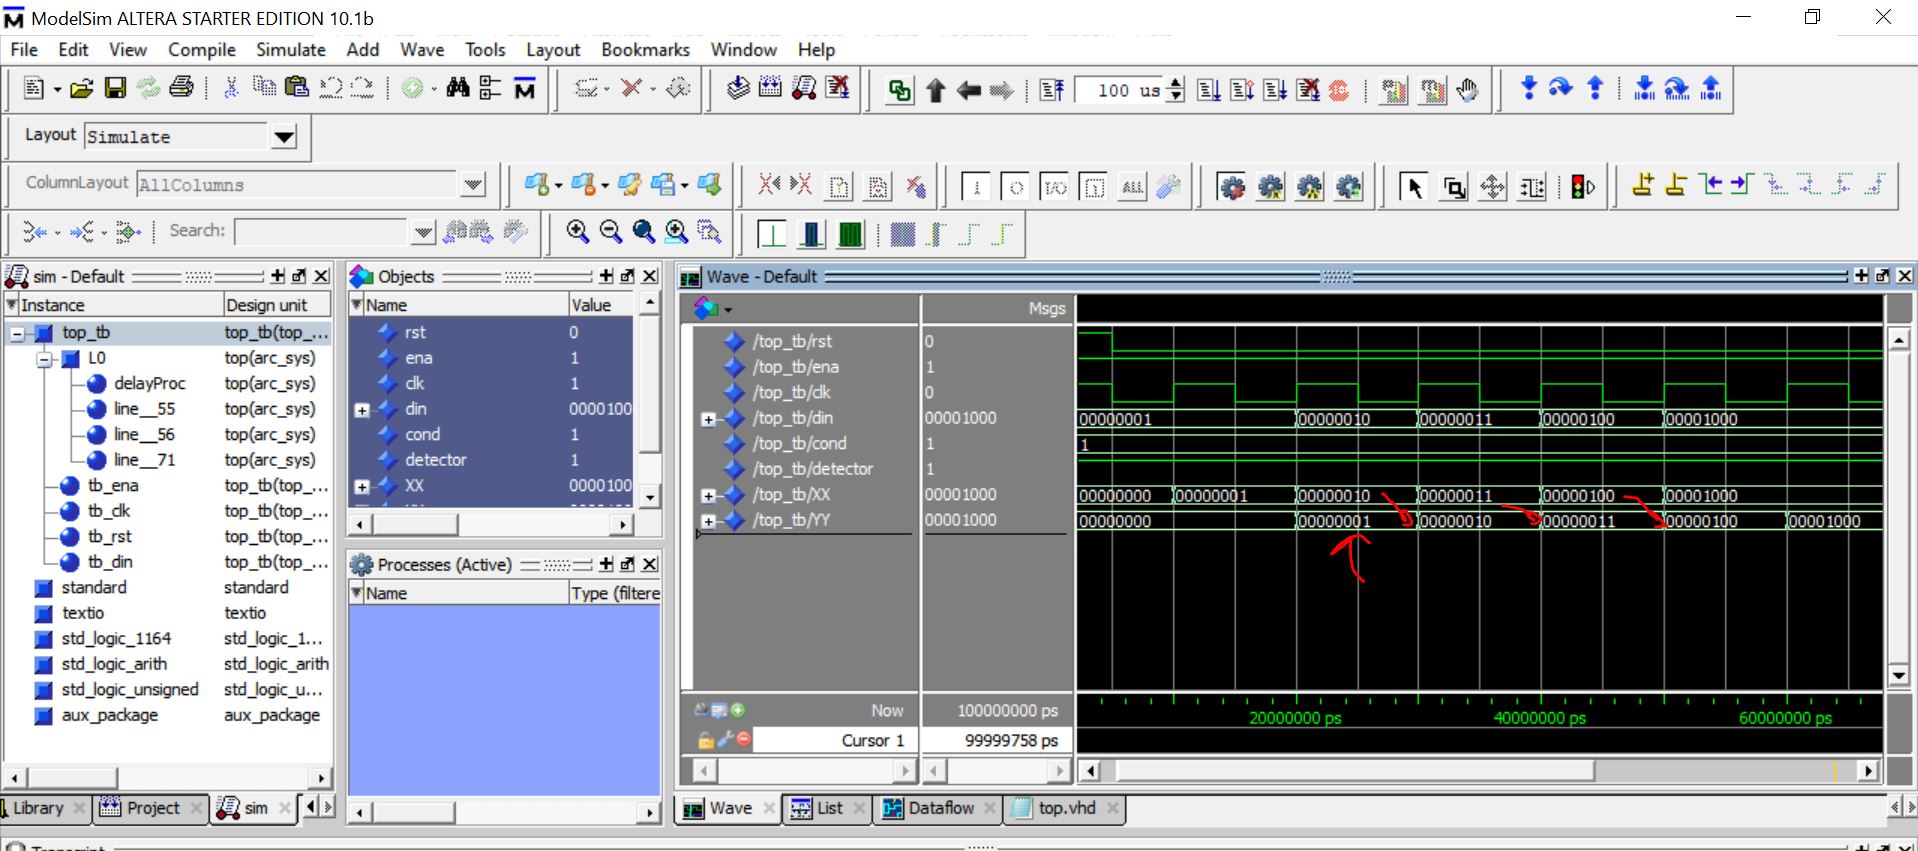 ModelSim ALTERA STARTER EDITION 10.1b
File Edit View Compile Simulate Add Wave Tools Layout Bookmarks Window Help
100 us
Layout Simulate
ColumnLayout AllColumns
ALL
Search:
sim - Default
Instance Design unit
top_tb top_tb(top_...
L0 top(arc_sys)
delayProc top(arc_sys)
line__55 top(arc_sys)
line__56 top(arc_sys)
line__71 top(arc_sys)
tb_ena top_tb(top_...
tb_clk top_tb(top_...
tb_rst top_tb(top_...
tb_din top_tb(top_...
standard standard
textio textio
std_logic_1164 std_logic_1...
std_logic_arith std_logic_arith
std_logic_unsigned std_logic_u...
aux_package aux_package
Library Project sim
Objects
Name Value
rst 0
ena 1
clk 1
din 0000100
cond 1
detector 1
XX 0000100
Processes (Active)
Name Type (filtere
Wave - Default
Msgs
/top_tb/rst 0
/top_tb/ena 1
/top_tb/clk 0
/top_tb/din 00001000 00000001 00000010 00000011 00000100 00001000
/top_tb/cond 1 1
/top_tb/detector 1
/top_tb/XX 00001000 00000000 00000001 00000010 00000011 00000100 00001000
/top_tb/YY 00001000 00000000 00000001 00000010 00000011 00000100 00001000
Now 100000000 ps 20000000 ps 40000000 ps 60000000 ps
Cursor 1 99999758 ps
Wave List Dataflow top.vhd